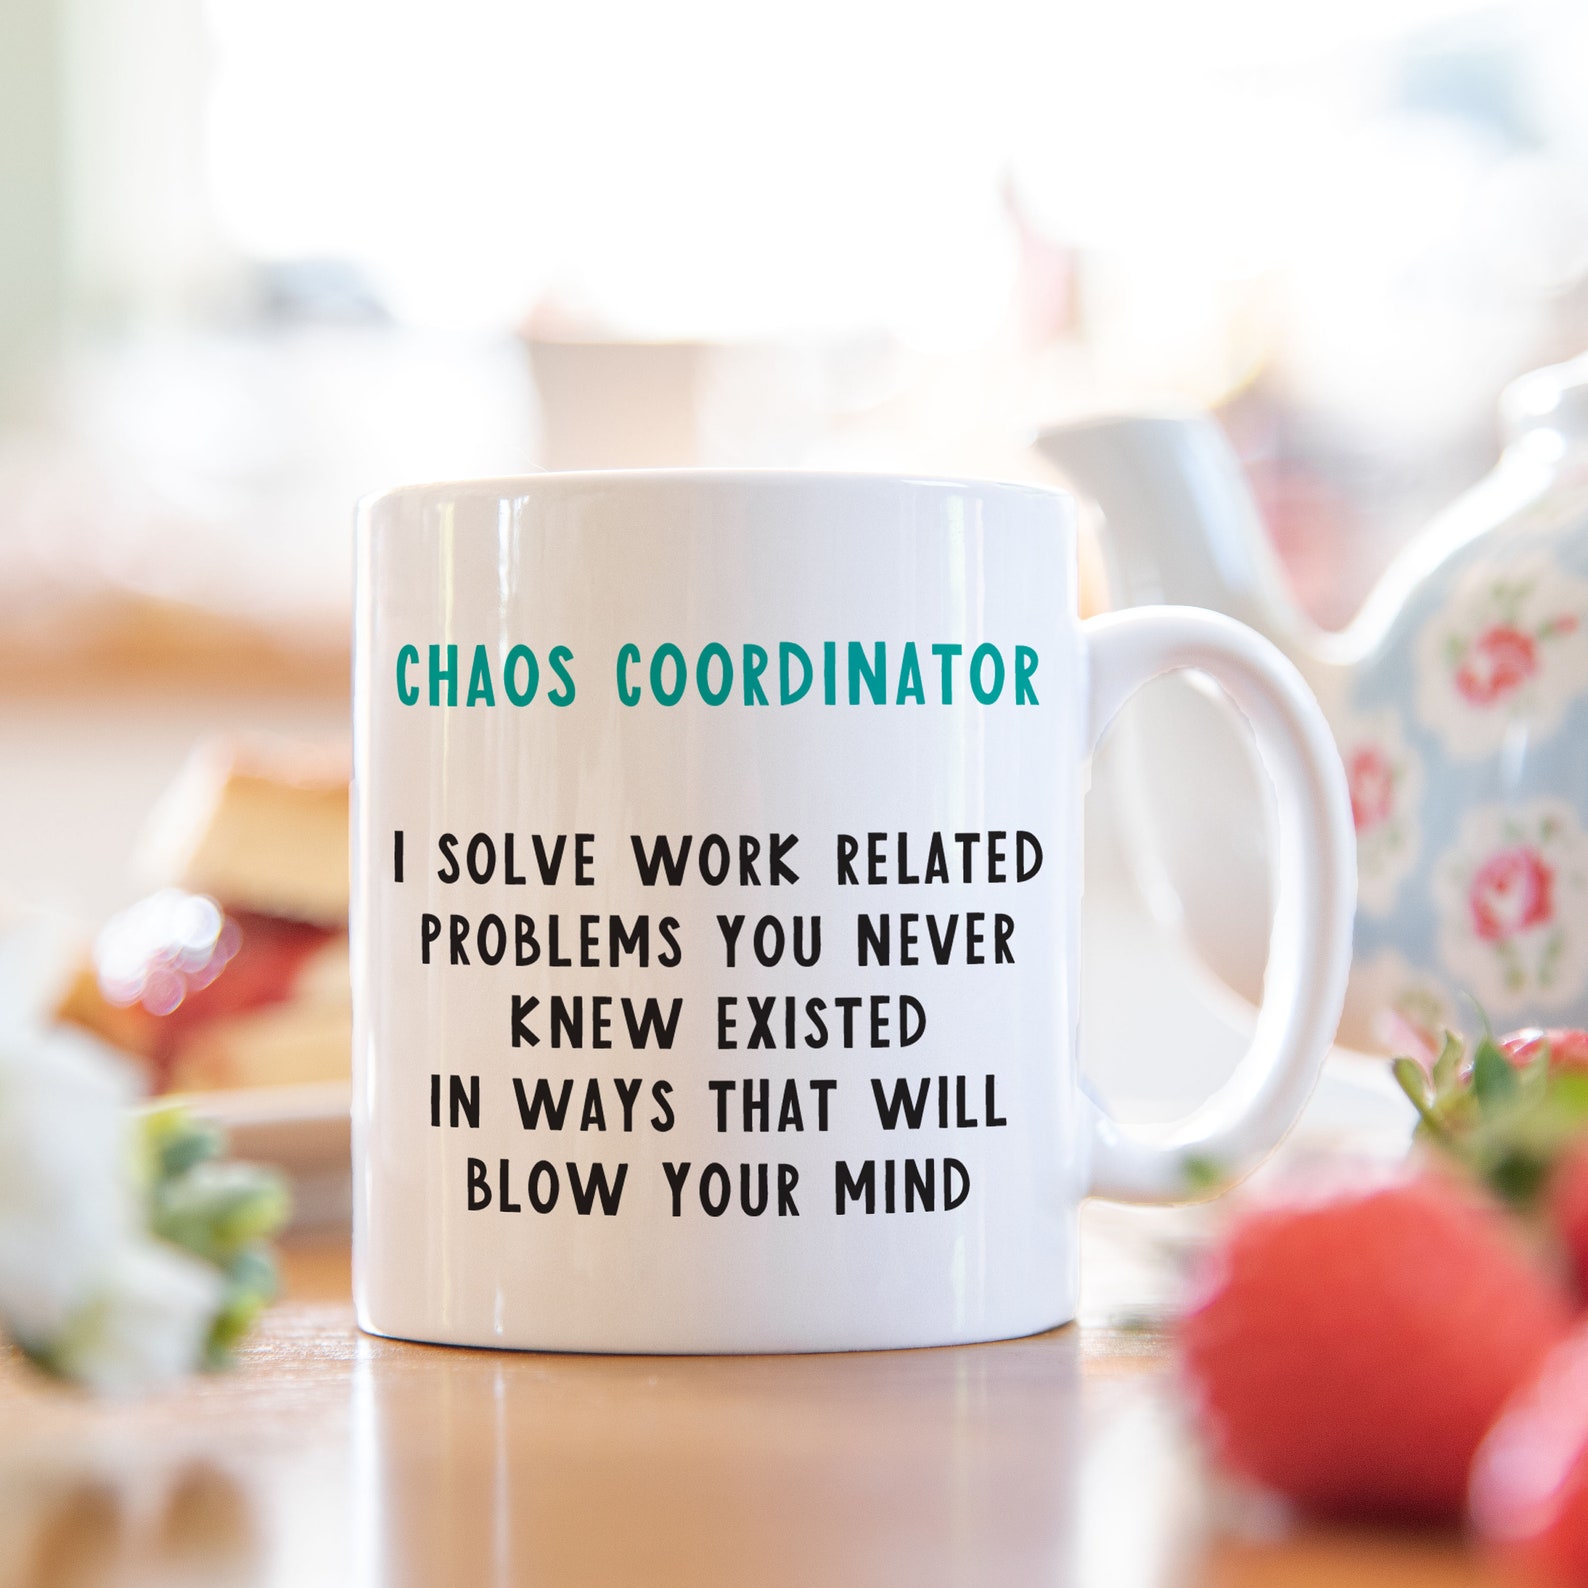 CHAOS COORDINATOR
I SOLVE WORK RELATED
PROBLEMS YOU NEVER
KNEW EXISTED
IN WAYS THAT WILL
BLOW YOUR MIND